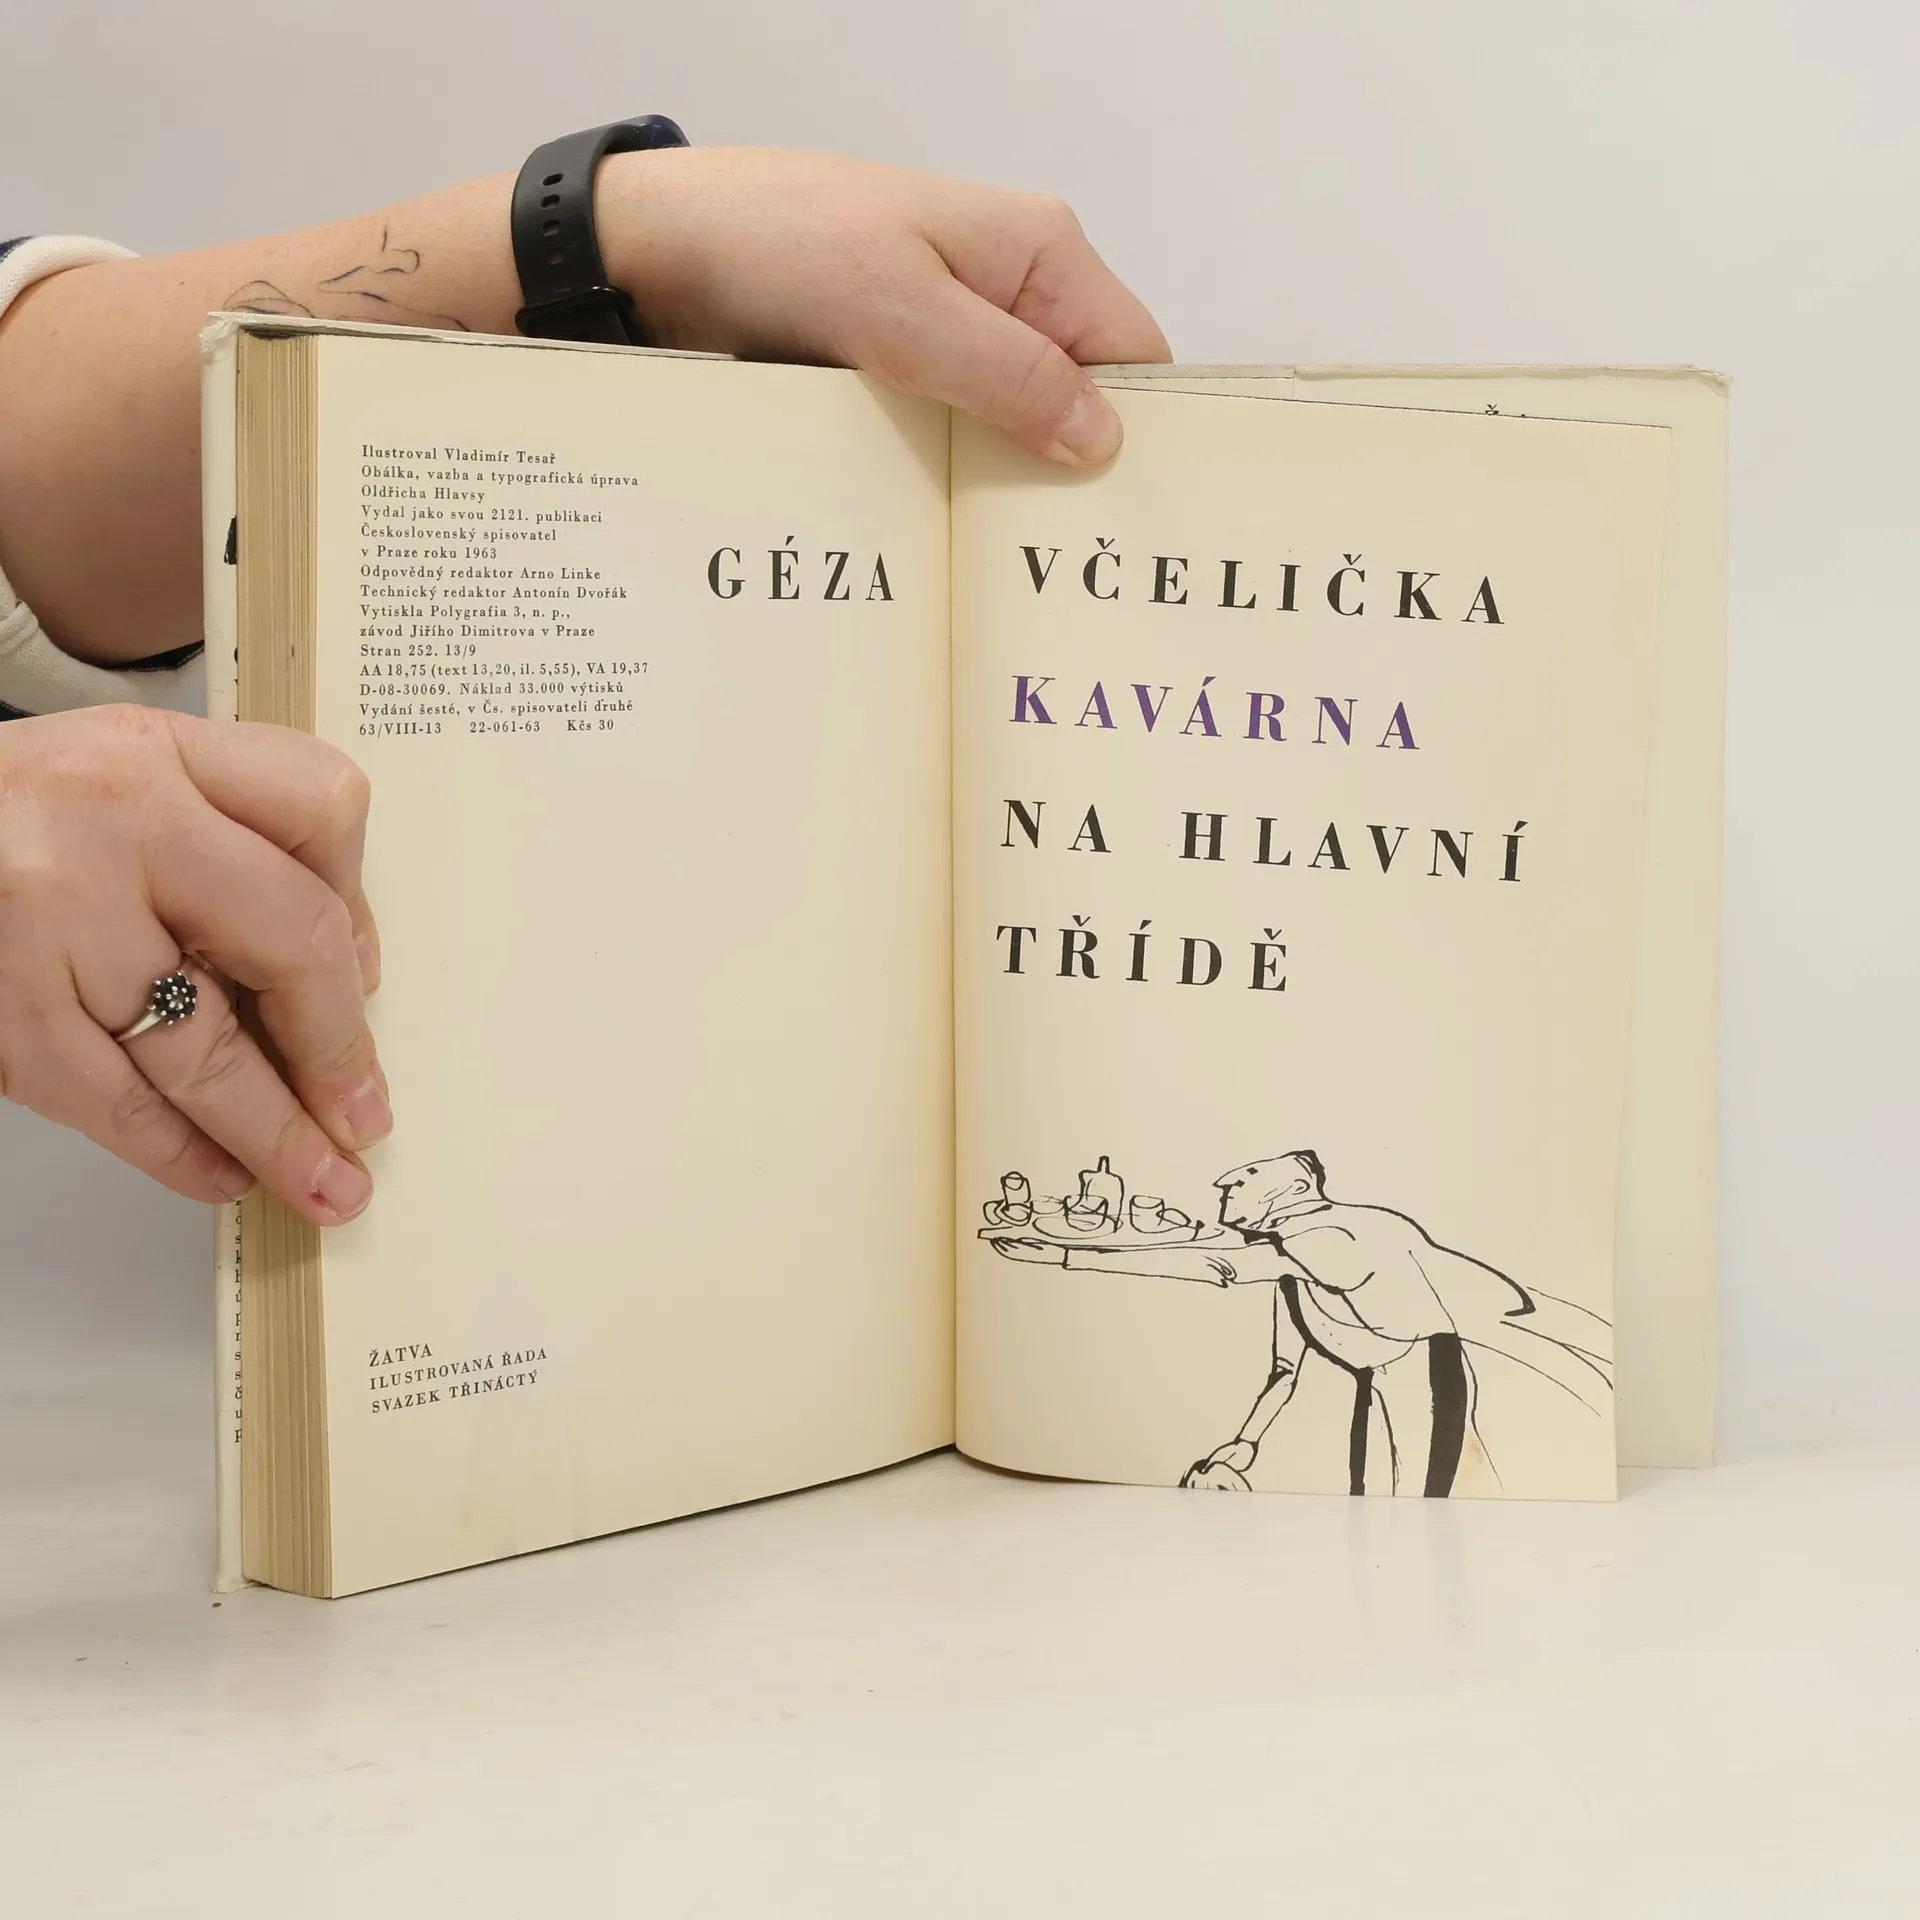 Ilustroval Vladimír Tesař
Obálka, vazba a typografická úprava
Oldřicha Hlavsy
Vydal jako svou 2121. publikaci
Československý spisovatel
v Praze roku 1963
Odpovědný redaktor Arno Linke
Technický redaktor Antonín Dvořák
Vytiskla Polygrafia 3, n. p.,
závod Jiřího Dimitrova v Praze
Stran 252. 13/9
AA 18,75 (text 13,20, il. 5,55), VA 19,37
D-08-30069. Náklad 33.000 výtisků
Vydání šesté, v Čs. spisovateli druhé
63/VIII-13 22-061-63 Kčs 30
ŽATVA
ILUSTROVANÁ ŘADA
SVAZEK TŘINÁCTÝ
GÉZA VČELIČKA
KAVÁRNA
NA HLAVNÍ
TŘÍDĚ